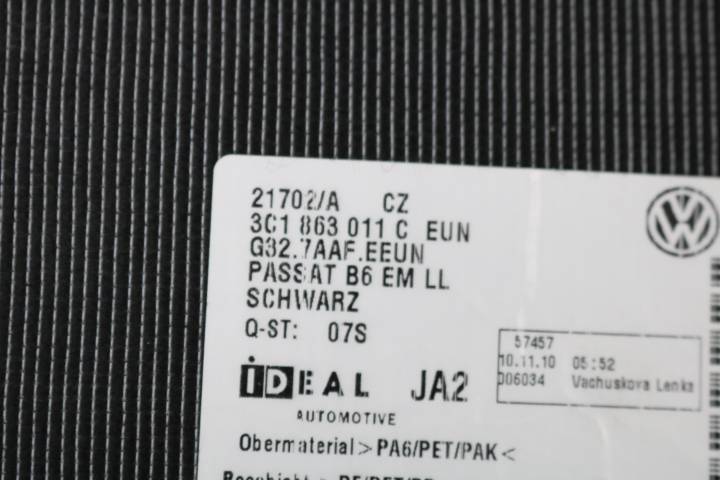 21702/A CZ
3C1 863 011 C EUN
G32.7AAF.EEUN
PASSAT B6 EM LL
SCHWARZ
Q-ST: 07S
57457
10.11.10 05:52
006034 Vachuskova Lenka
IDEAL JA2
AUTOMOTIVE
Obermaterial >PA6/PET/PAK<